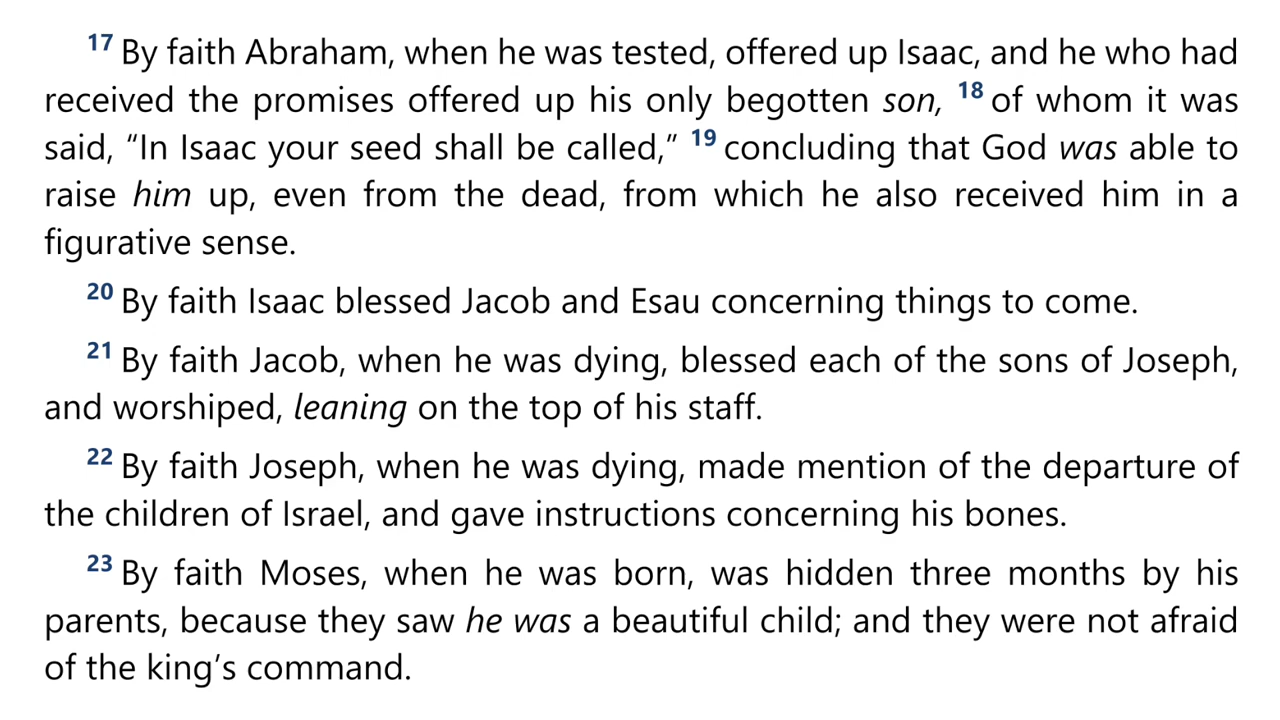 17 By faith Abraham, when he was tested, offered up Isaac, and he who had
received the promises offered up his only begotten son, 18 of whom it was
said, “In Isaac your seed shall be called,” 19 concluding that God was able to
raise him up, even from the dead, from which he also received him in a
figurative sense.
20 By faith Isaac blessed Jacob and Esau concerning things to come.
21 By faith Jacob, when he was dying, blessed each of the sons of Joseph,
and worshiped, leaning on the top of his staff.
22 By faith Joseph, when he was dying, made mention of the departure of
the children of Israel, and gave instructions concerning his bones.
23 By faith Moses, when he was born, was hidden three months by his
parents, because they saw he was a beautiful child; and they were not afraid
of the king’s command.